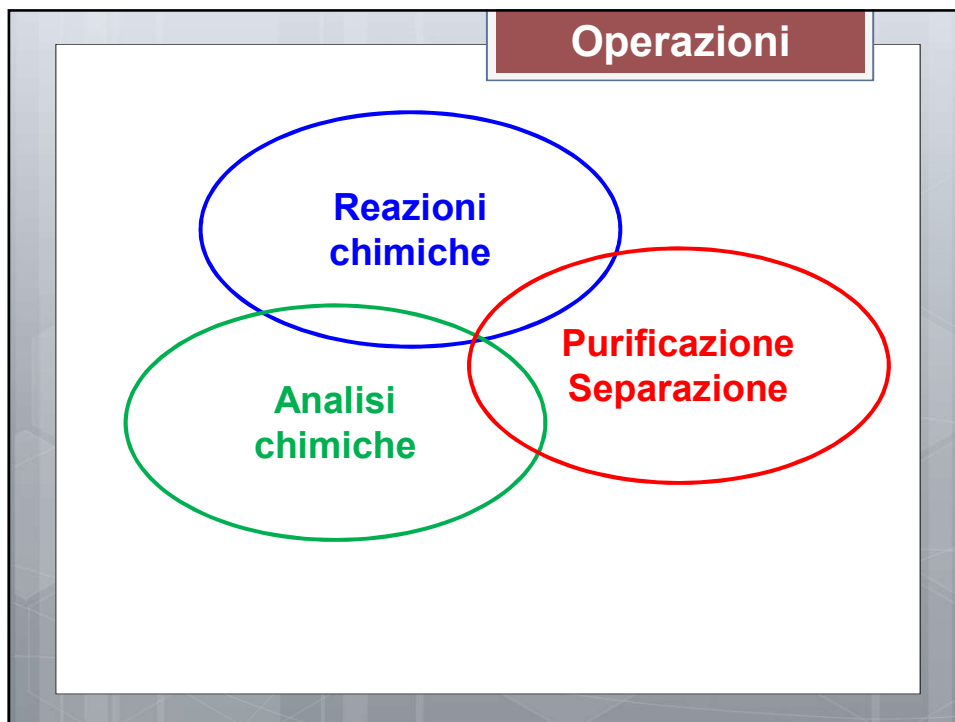 Operazioni
Reazioni
chimiche
Purificazione
Separazione
Analisi
chimiche